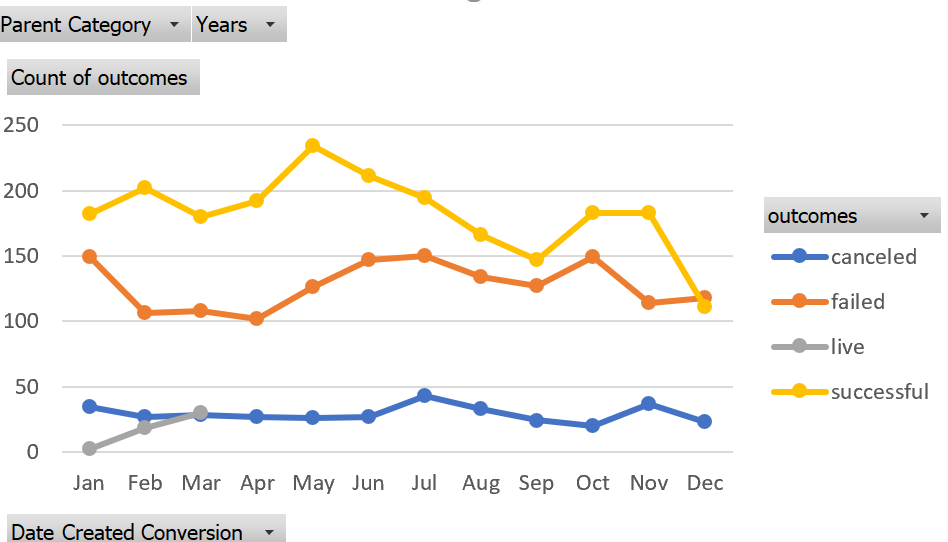 Parent Category Years
Count of outcomes
250
200
150
100
50
0
Jan Feb Mar Apr May Jun Jul Aug Sep Oct Nov Dec
outcomes
canceled
failed
live
successful
Date Created Conversion